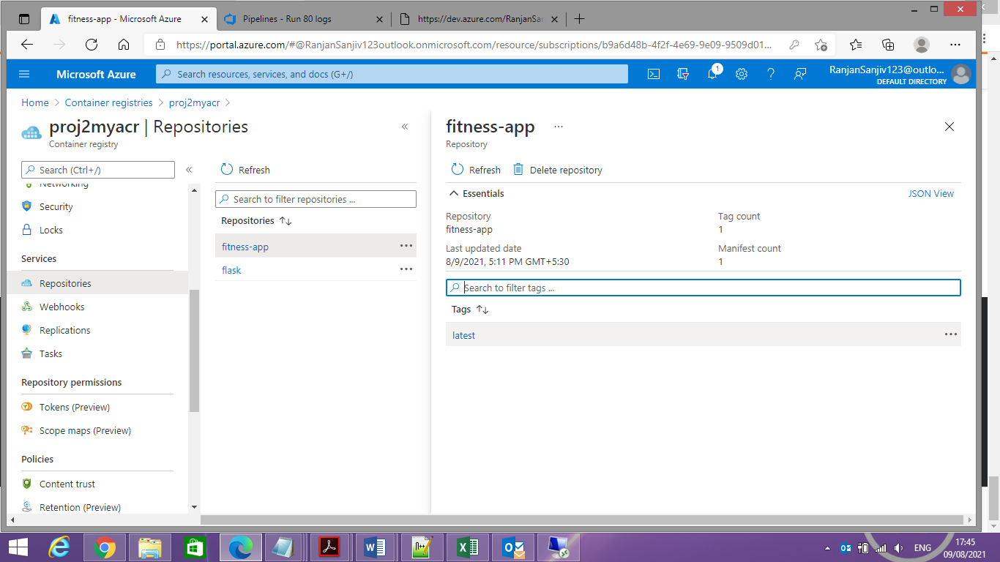 fitness-app - Microsoft Azure
Pipelines - Run 80 logs
https://dev.azure.com/RanjanSan
https://portal.azure.com/#@RanjanSanjiv123outlook.onmicrosoft.com/resource/subscriptions/b9a6d48b-4f2f-4e69-9e09-9509d01...
Microsoft Azure
Search resources, services, and docs (G+/)
1
RanjanSanjiv123@outlo...
DEFAULT DIRECTORY
Home > Container registries > proj2myacr >
proj2myacr | Repositories
Container registry
Search (Ctrl+/)
Networking
Security
Locks
Services
Repositories
Webhooks
Replications
Tasks
Repository permissions
Tokens (Preview)
Scope maps (Preview)
Policies
Content trust
Retention (Preview)
Refresh
Search to filter repositories ...
Repositories
fitness-app
flask
fitness-app
Repository
Refresh
Delete repository
Essentials
JSON View
Repository
fitness-app
Tag count
1
Last updated date
8/9/2021, 5:11 PM GMT+5:30
Manifest count
1
Search to filter tags ...
Tags
latest
ENG
17:45
09/08/2021